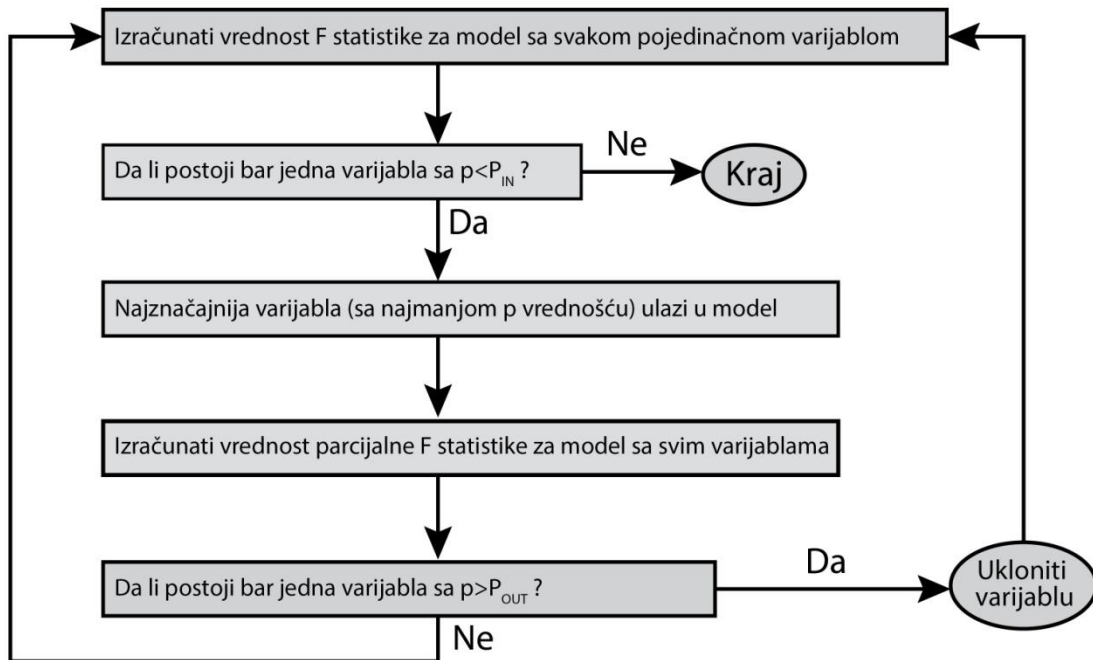 Izračunati vrednost F statistike za model sa svakom pojedinačnom varijablom
Da li postoji bar jedna varijabla sa p<P_IN ?
Ne
Kraj
Da
Najznačajnija varijabla (sa najmanjom p vrednošću) ulazi u model
Izračunati vrednost parcijalne F statistike za model sa svim varijablama
Da li postoji bar jedna varijabla sa p>P_OUT ?
Da
Ukloniti
varijablu
Ne